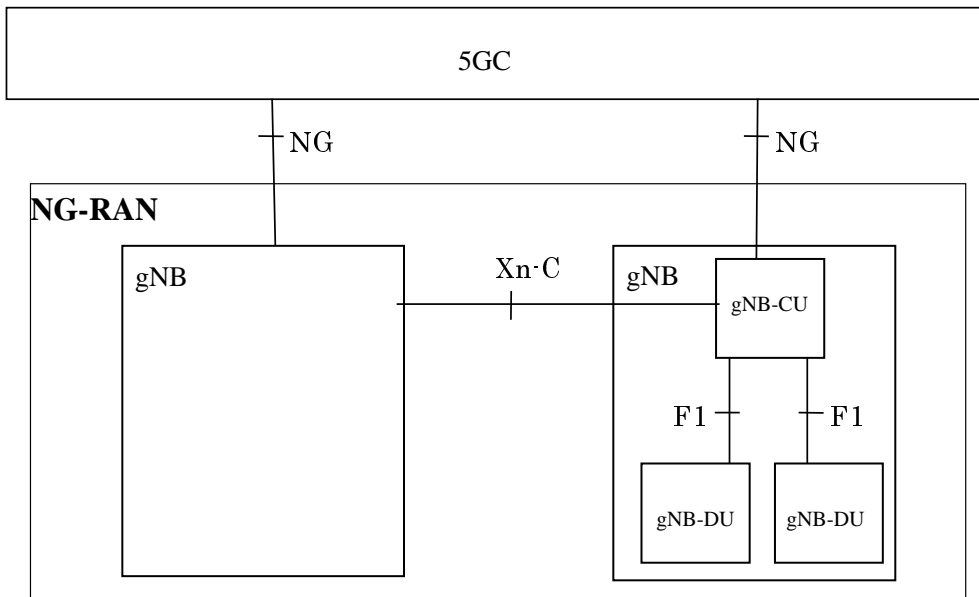 5GC
NG
NG
NG-RAN
gNB
Xn-C
gNB
gNB-CU
F1
F1
gNB-DU
gNB-DU